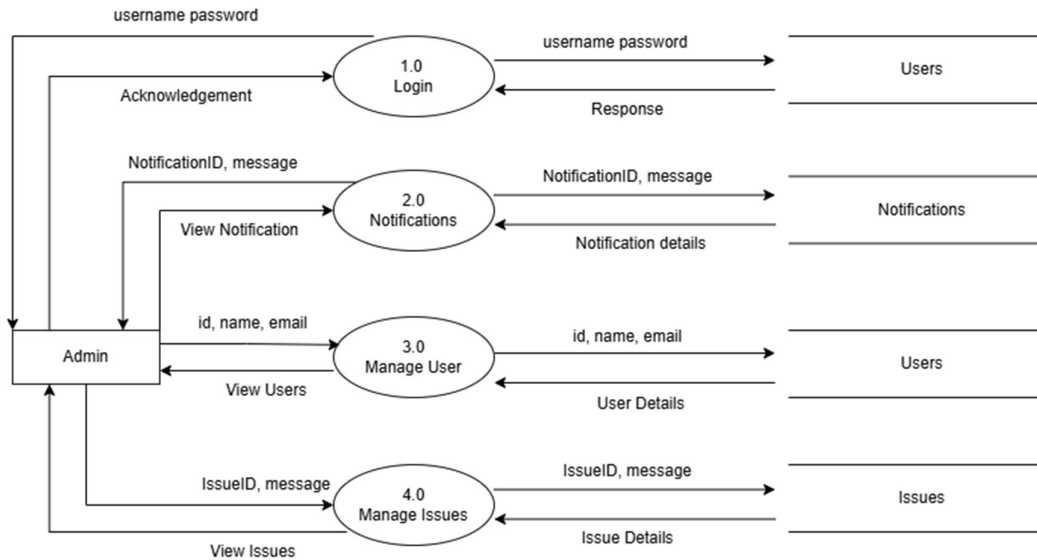 username password
username password
1.0
Login
Users
Acknowledgement
Response
NotificationID, message
NotificationID, message
2.0
Notifications
Notifications
View Notification
Notification details
id, name, email
id, name, email
Admin
3.0
Manage User
Users
View Users
User Details
IssueID, message
IssueID, message
4.0
Manage Issues
Issues
View Issues
Issue Details